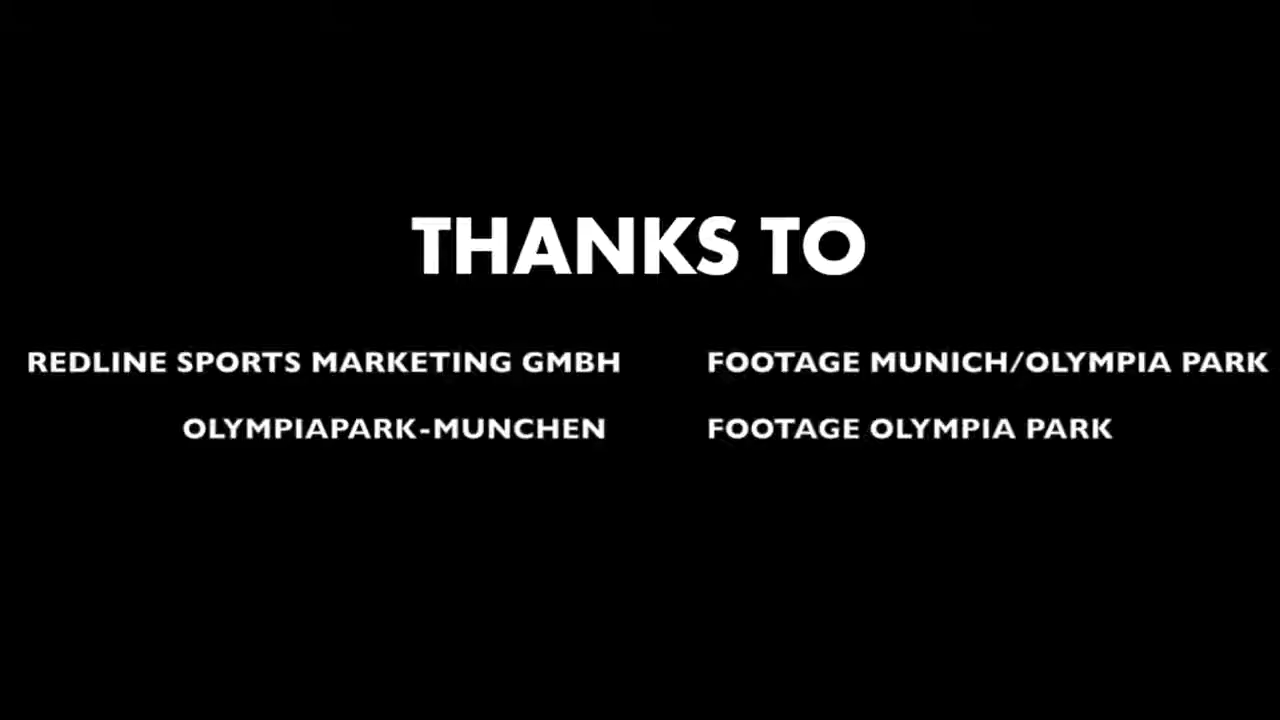 THANKS TO
REDLINE SPORTS MARKETING GMBH FOOTAGE MUNICH/OLYMPIA PARK
OLYMPIAPARK-MUNCHEN FOOTAGE OLYMPIA PARK